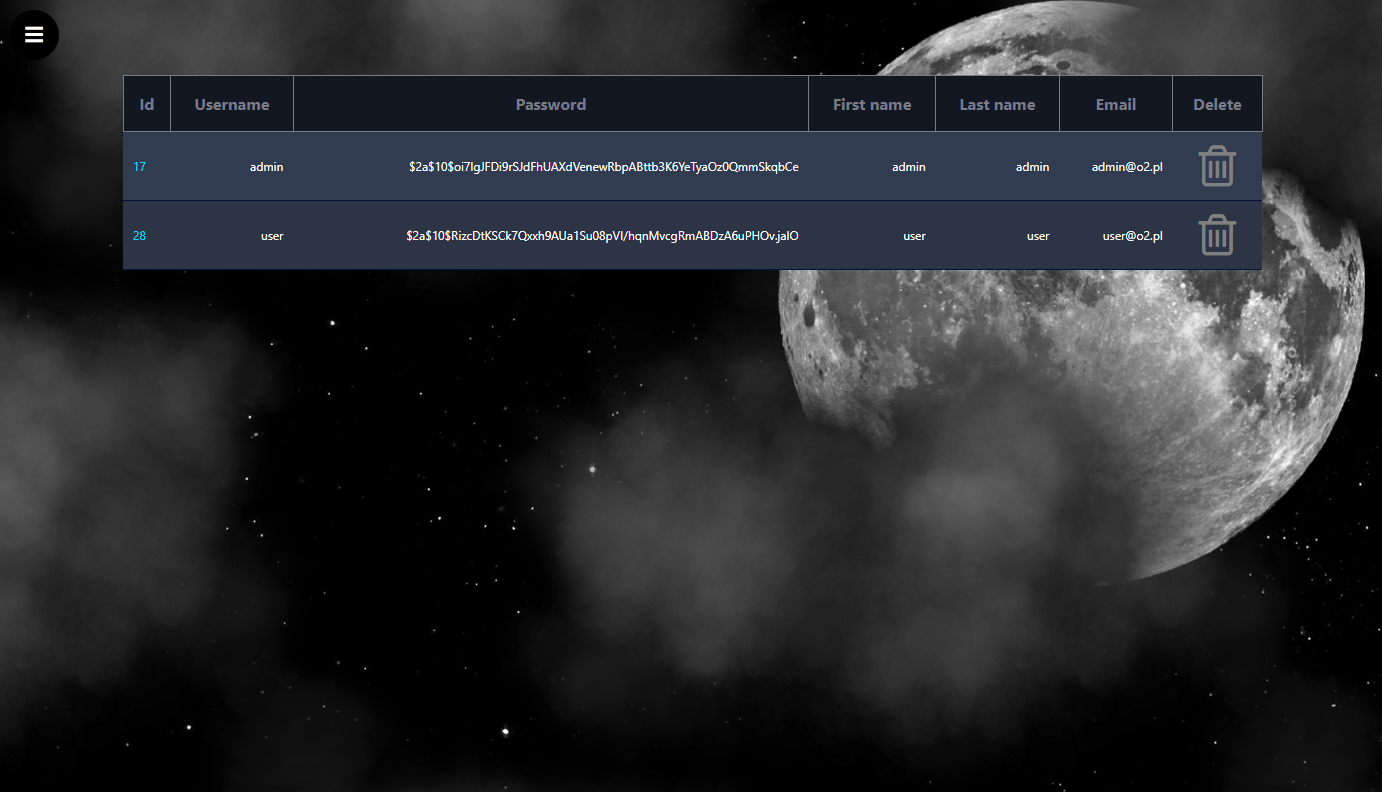 Id Username Password First name Last name Email Delete
17 admin $2a$10$oi7IgJFDi9rSJdFhUAXdVenewRbpABttb3K6YeTyaOz0QmmSkqbCe admin admin admin@o2.pl
28 user $2a$10$RizcDtKSCk7Qxxh9AUa1Su08pVI/hqnMvcgRmABDzA6uPHOv.jaIO user user user@o2.pl